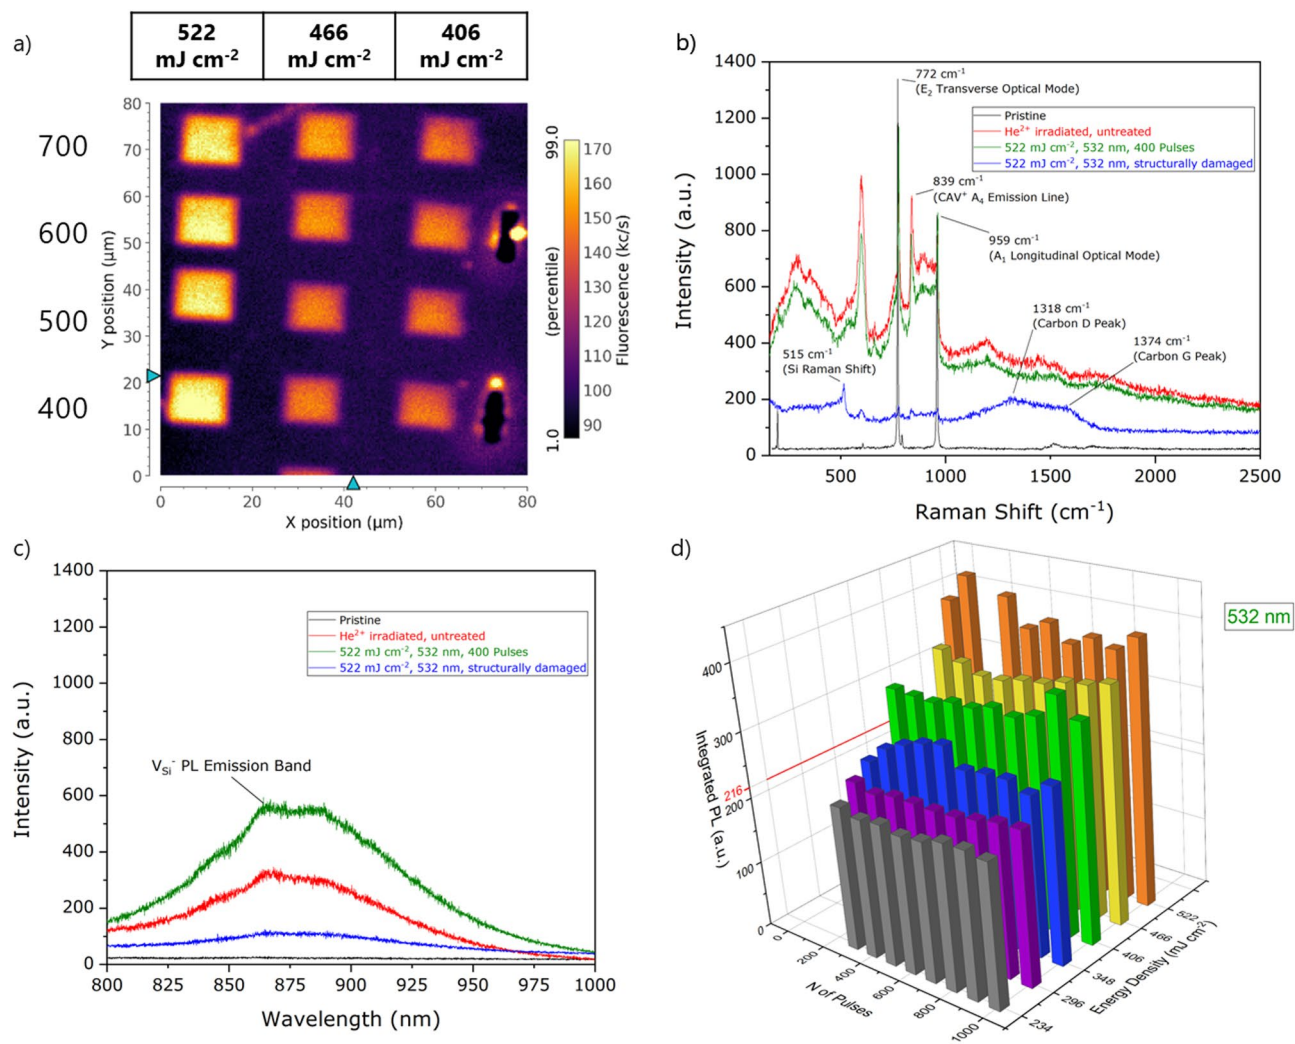 a)
522
mJ cm-2
466
mJ cm-2
406
mJ cm-2
700
600
500
400
80
70
60
50
40
30
20
10
0
Y position (µm)
0
20
40
60
80
X position (µm)
99.0
(percentile)
1.0
170
160
150
140
130
120
110
100
90
Fluorescence (kc/s)
b)
1400
1200
1000
800
600
400
200
0
Intensity (a.u.)
772 cm-1
(E2 Transverse Optical Mode)
Pristine
He2+ irradiated, untreated
522 mJ cm-2, 532 nm, 400 Pulses
522 mJ cm-2, 532 nm, structurally damaged
839 cm-1
(CAV+ A4 Emission Line)
959 cm-1
(A1 Longitudinal Optical Mode)
1318 cm-1
(Carbon D Peak)
1374 cm-1
(Carbon G Peak)
515 cm-1
(Si Raman Shift)
500
1000
1500
2000
2500
Raman Shift (cm-1)
c)
1400
1200
1000
800
600
400
200
0
Intensity (a.u.)
Pristine
He2+ irradiated, untreated
522 mJ cm-2, 532 nm, 400 Pulses
522 mJ cm-2, 532 nm, structurally damaged
VSi- PL Emission Band
800
825
850
875
900
925
950
975
1000
Wavelength (nm)
d)
532 nm
400
300
216
200
100
0
Integrated PL (a.u.)
0
200
400
600
800
1000
N of Pulses
234
296
348
406
466
522
Energy Density (mJ cm-2)